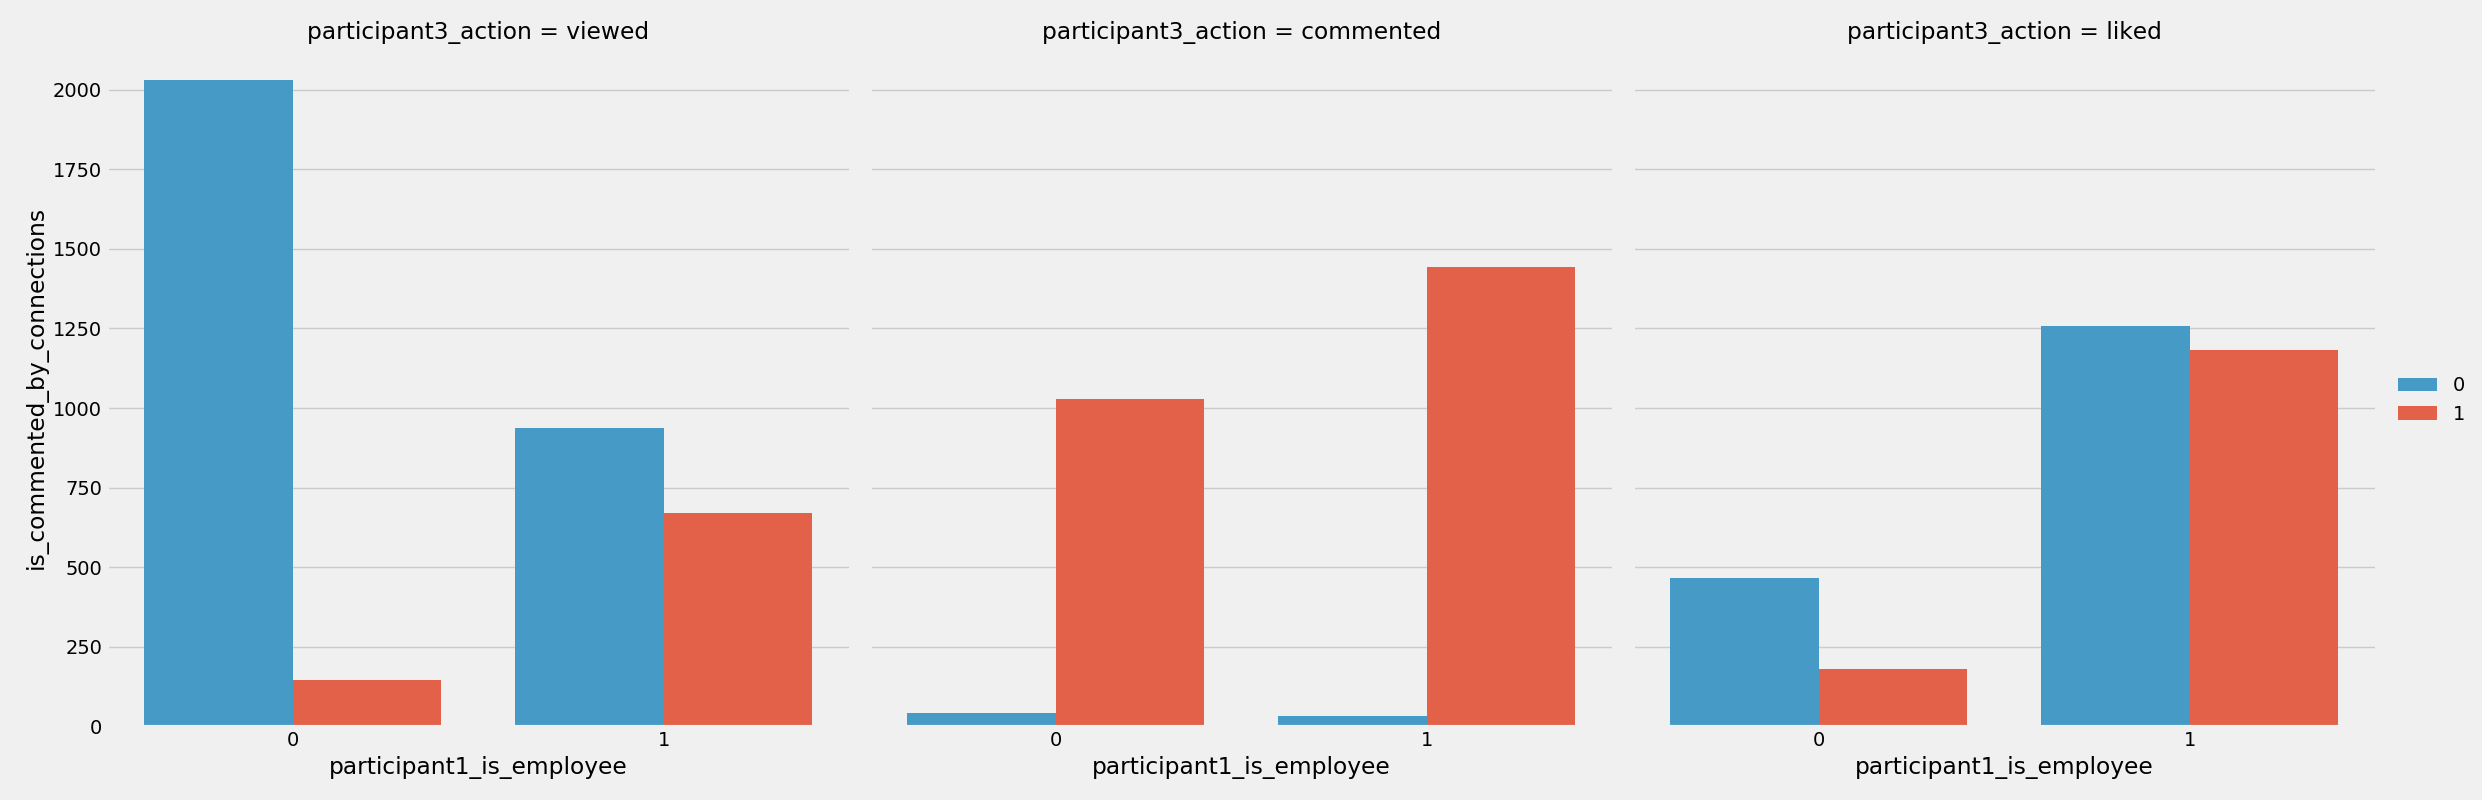 participant3_action = viewed
participant3_action = commented
participant3_action = liked
is_commented_by_connections
2000
1750
1500
1250
1000
750
500
250
0
0 1
0 1
0 1
participant1_is_employee
participant1_is_employee
participant1_is_employee
0
1